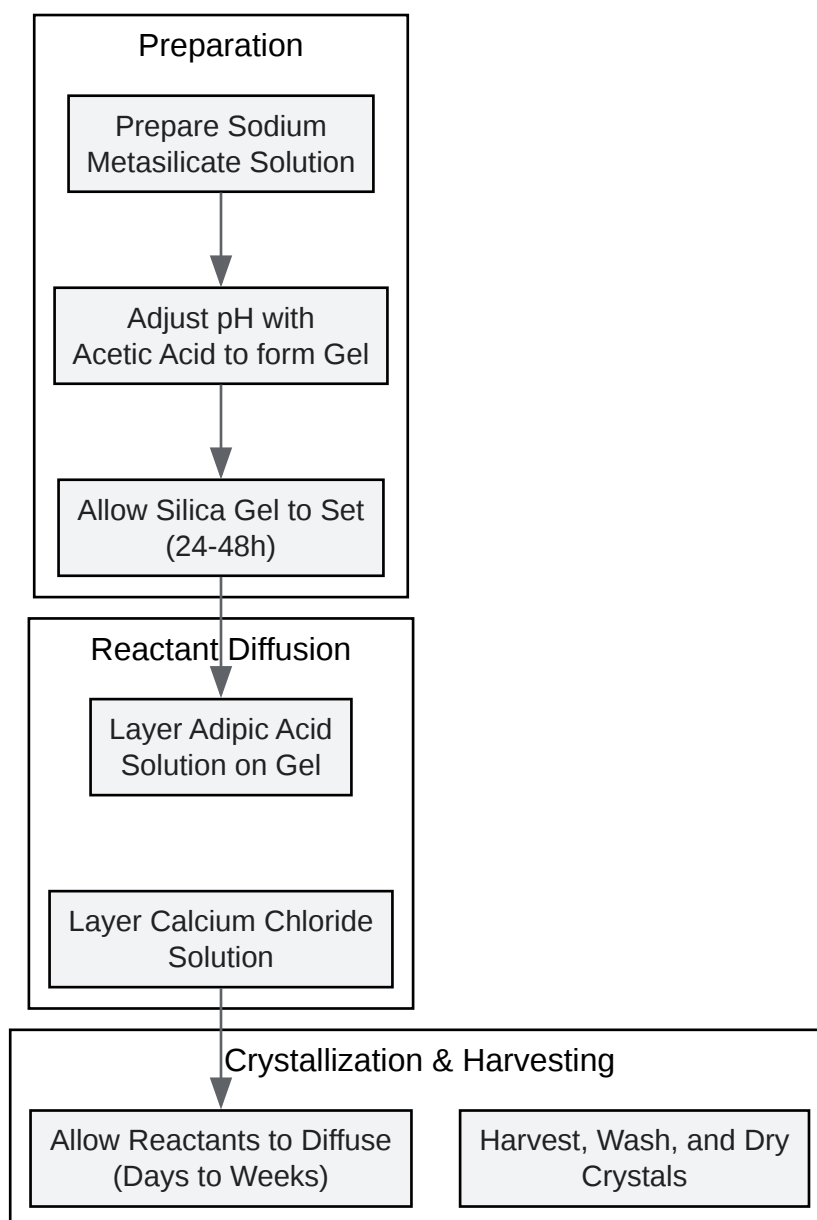 Preparation
Prepare Sodium
Metasilicate Solution
Adjust pH with
Acetic Acid to form Gel
Allow Silica Gel to Set
(24-48h)
Reactant Diffusion
Layer Adipic Acid
Solution on Gel
Layer Calcium Chloride
Solution
Crystallization & Harvesting
Allow Reactants to Diffuse
(Days to Weeks)
Harvest, Wash, and Dry
Crystals